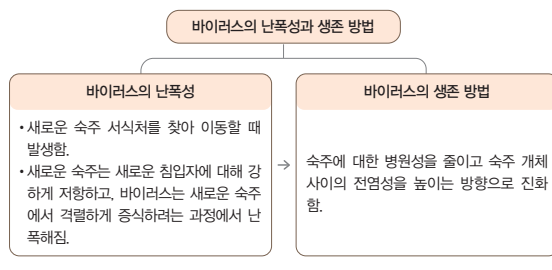 바이러스의 난폭성과 생존 방법
바이러스의 난폭성
• 새로운 숙주 서식처를 찾아 이동할 때
발생함.
• 새로운 숙주는 새로운 침입자에 대해 강
하게 저항하고, 바이러스는 새로운 숙주
에서 격렬하게 증식하려는 과정에서 난
폭해짐.
→
바이러스의 생존 방법
숙주에 대한 병원성을 줄이고 숙주 개체
사이의 전염성을 높이는 방향으로 진화
함.